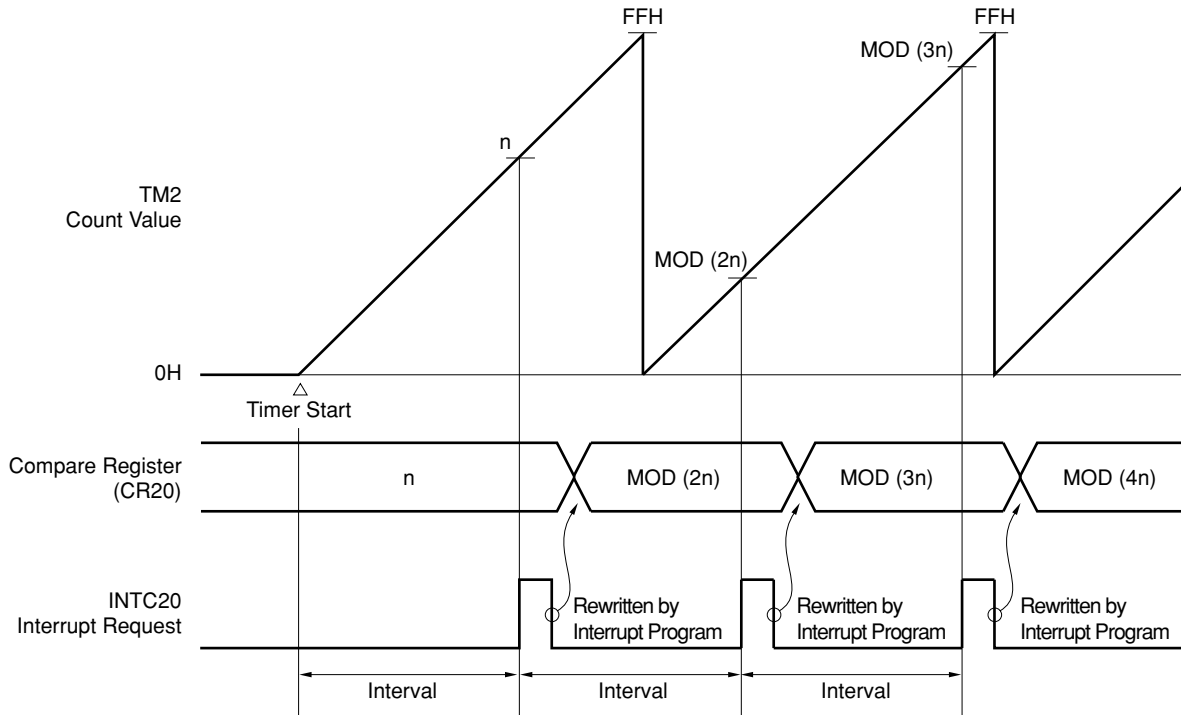 FFH
FFH
MOD (3n)
n
TM2
Count Value
MOD (2n)
0H
Timer Start
Compare Register
(CR20)
n
MOD (2n)
MOD (3n)
MOD (4n)
INTC20
Interrupt Request
Rewritten by
Interrupt Program
Rewritten by
Interrupt Program
Rewritten by
Interrupt Program
Interval
Interval
Interval